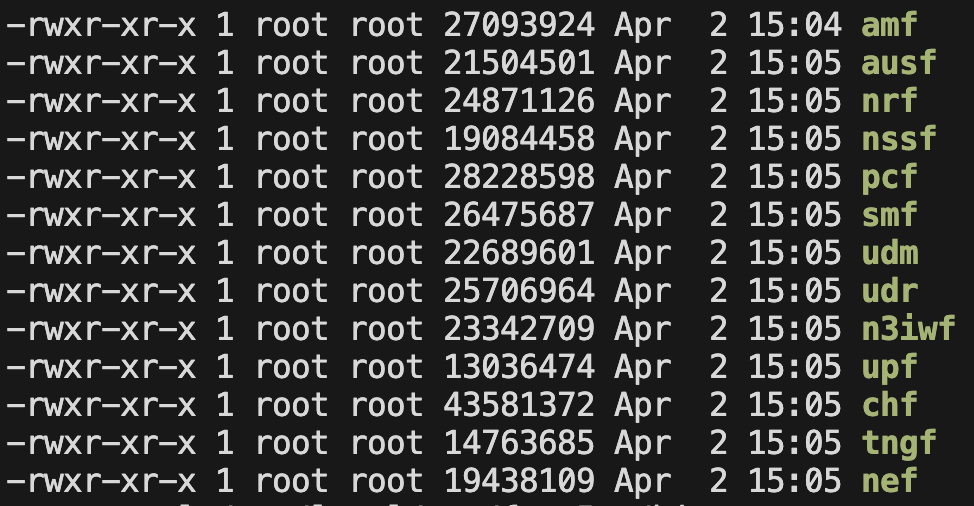 -rwxr-xr-x 1 root root 27093924 Apr  2 15:04 amf
-rwxr-xr-x 1 root root 21504501 Apr  2 15:05 ausf
-rwxr-xr-x 1 root root 24871126 Apr  2 15:05 nrf
-rwxr-xr-x 1 root root 19084458 Apr  2 15:05 nssf
-rwxr-xr-x 1 root root 28228598 Apr  2 15:05 pcf
-rwxr-xr-x 1 root root 26475687 Apr  2 15:05 smf
-rwxr-xr-x 1 root root 22689601 Apr  2 15:05 udm
-rwxr-xr-x 1 root root 25706964 Apr  2 15:05 udr
-rwxr-xr-x 1 root root 23342709 Apr  2 15:05 n3iwf
-rwxr-xr-x 1 root root 13036474 Apr  2 15:05 upf
-rwxr-xr-x 1 root root 43581372 Apr  2 15:05 chf
-rwxr-xr-x 1 root root 14763685 Apr  2 15:05 tngf
-rwxr-xr-x 1 root root 19438109 Apr  2 15:05 nef